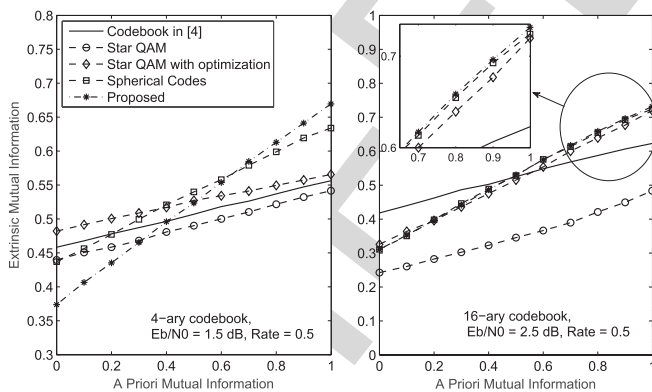 Extrinsic Mutual Information
0.8
0.75
0.7
0.65
0.6
0.55
0.5
0.45
0.4
0.35
0.3
Codebook in [4]
Star QAM
Star QAM with optimization
Spherical Codes
Proposed
4-ary codebook,
Eb/N0 = 1.5 dB, Rate = 0.5
0 0.2 0.4 0.6 0.8 1
A Priori Mutual Information
1
0.9
0.8
0.7
0.6
0.5
0.4
0.3
0.2
0.1
0
0.7
0.6
0.7 0.8 0.9 1
16-ary codebook,
Eb/N0 = 2.5 dB, Rate = 0.5
0 0.2 0.4 0.6 0.8 1
A Priori Mutual Information